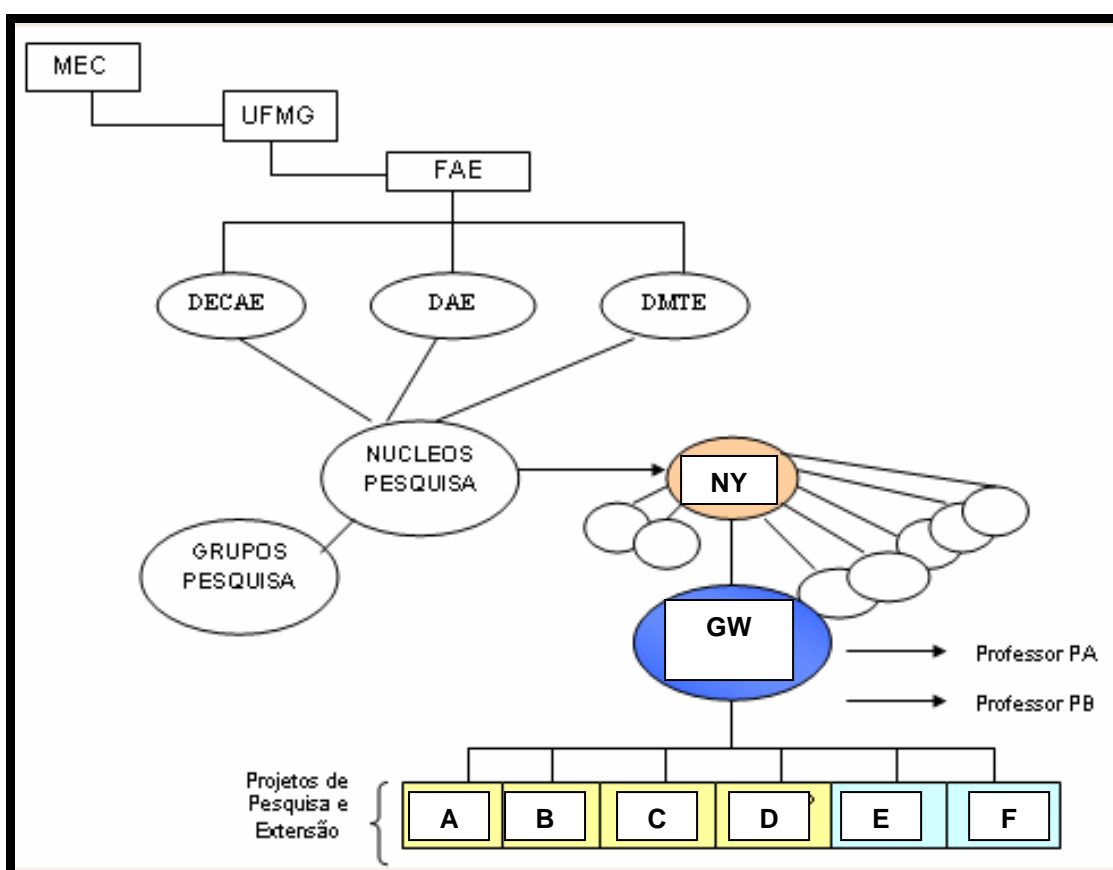 MEC
UFMG
FAE
DECAE
DAE
DMTE
NUCLEOS
PESQUISA
NY
GRUPOS
PESQUISA
GW
Professor PA
Professor PB
Projetos de
Pesquisa e
Extensão
A
B
C
D
E
F